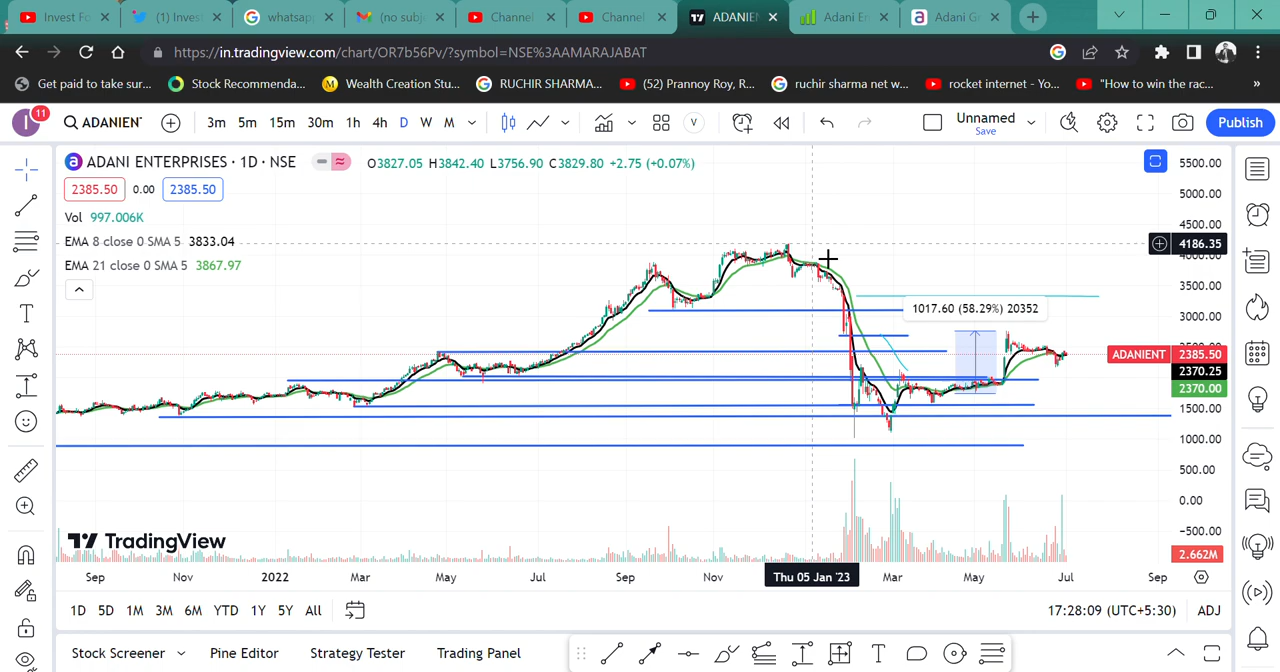 Invest Fo
(1) Invest
whatsap
(no subj
Channel
Channel
ADANIEN
Adani En
Adani G
https://in.tradingview.com/chart/OR7b56Pv/?symbol=NSE%3AAMARAJABAT
Get paid to take sur...
Stock Recommenda...
Wealth Creation Stu...
RUCHIR SHARMA...
(52) Prannoy Roy, R...
ruchir sharma net w...
rocket internet - Yo...
"How to win the rac...
»
I 11
ADANIENT
3m 5m 15m 30m 1h 4h D W M
V
Unnamed
Save
Publish
a ADANI ENTERPRISES · 1D · NSE O3827.05 H3842.40 L3756.90 C3829.80 +2.75 (+0.07%)
2385.50 0.00 2385.50
Vol 997.006K
EMA 8 close 0 SMA 5 3833.04
EMA 21 close 0 SMA 5 3867.97
1017.60 (58.29%) 20352
5500.00
5000.00
4500.00
4186.35
4000.00
3500.00
3000.00
2500.00
ADANIENT 2385.50
2370.25
2370.00
1500.00
1000.00
500.00
0.00
−500.00
2.662M
TradingView
Sep Nov 2022 Mar May Jul Sep Nov Thu 05 Jan '23 Mar May Jul Sep
1D 5D 1M 3M 6M YTD 1Y 5Y All
17:28:09 (UTC+5:30) ADJ
Stock Screener Pine Editor Strategy Tester Trading Panel